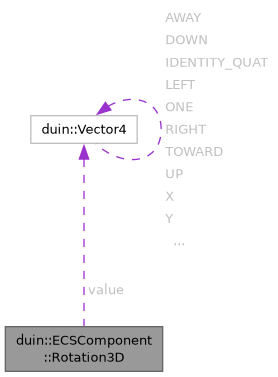 AWAY
DOWN
IDENTITY_QUAT
LEFT
ONE
RIGHT
TOWARD
UP
X
Y
...
duin::Vector4
value
duin::ECSComponent
::Rotation3D